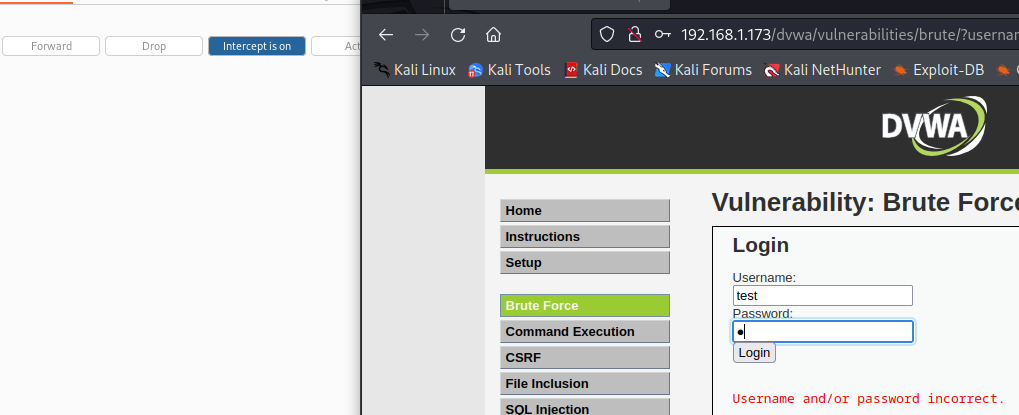 Forward Drop Intercept is on Act
192.168.1.173/dvwa/vulnerabilities/brute/?usernar
Kali Linux Kali Tools Kali Docs Kali Forums Kali NetHunter Exploit-DB
DVWA
Vulnerability: Brute Force
Home
Instructions
Setup
Brute Force
Command Execution
CSRF
File Inclusion
SQL Injection
Login
Username:
test
Password:
Login
Username and/or password incorrect.